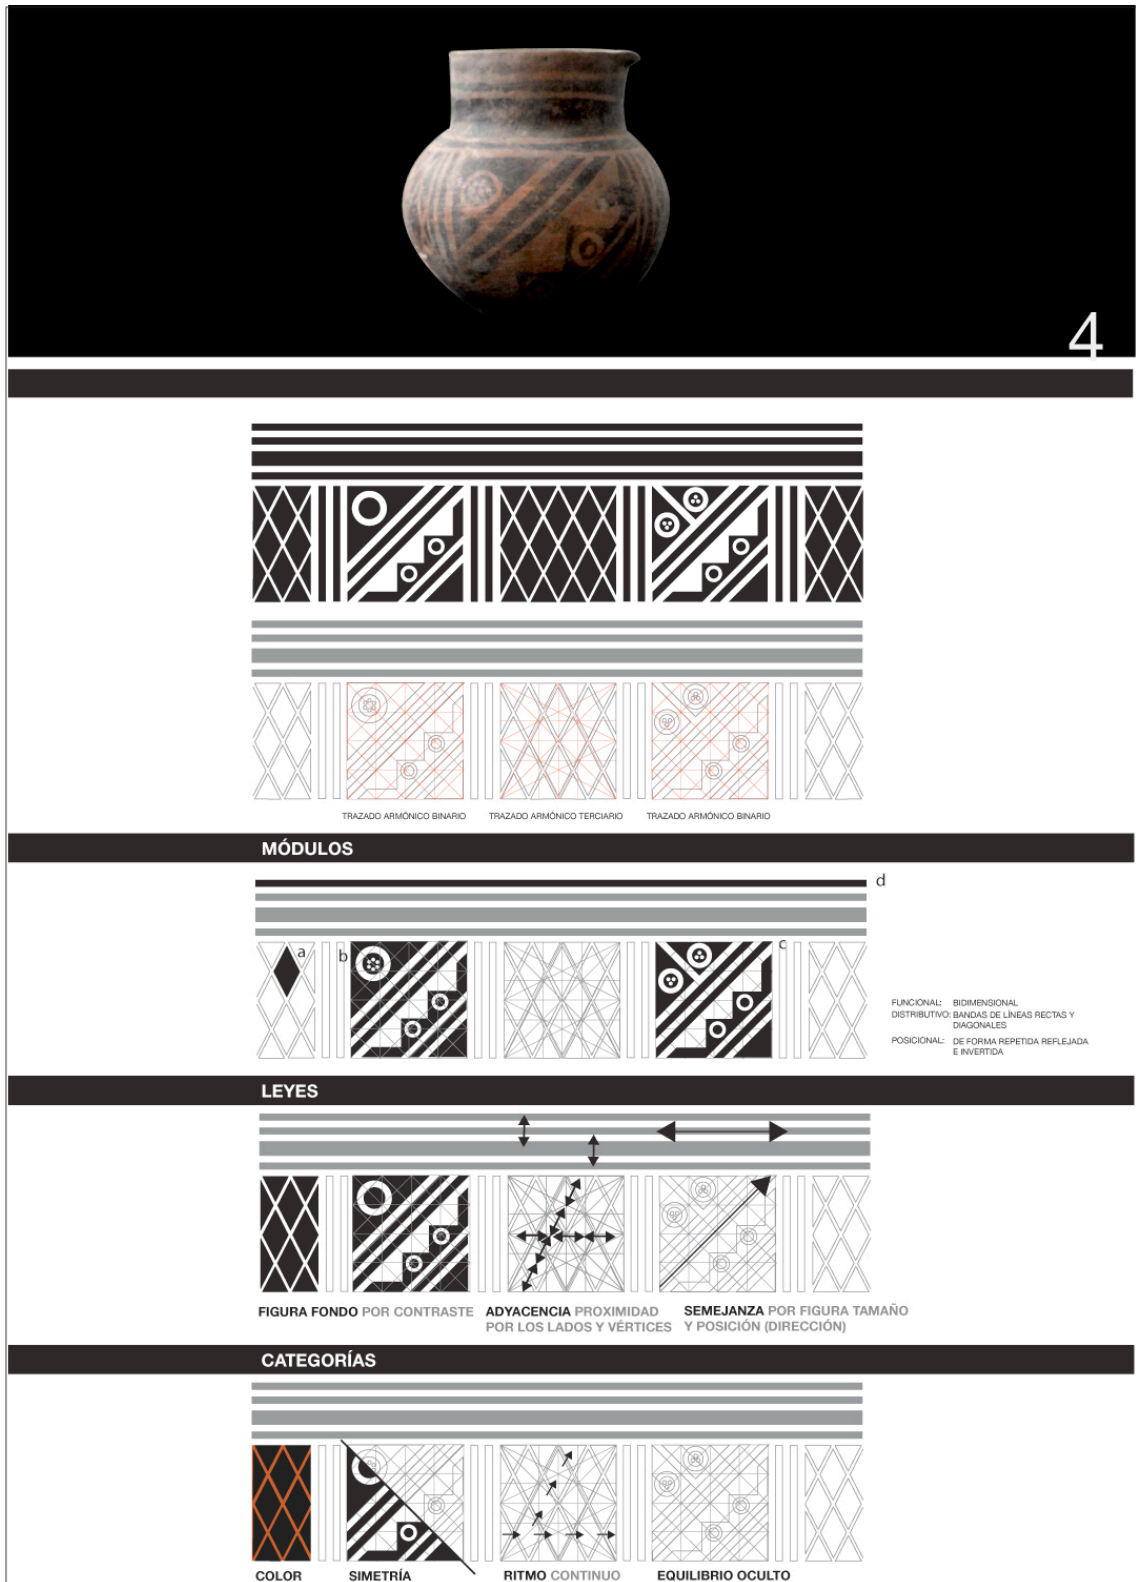 4
TRAZADO ARMÓNICO BINARIO
TRAZADO ARMÓNICO TERCIARIO
TRAZADO ARMÓNICO BINARIO
MÓDULOS
d
a
b
c
FUNCIONAL: BIDIMENSIONAL
DISTRIBUTIVO: BANDAS DE LÍNEAS RECTAS Y
DIAGONALES
POSICIONAL: DE FORMA REPETIDA REFLEJADA
E INVERTIDA
LEYES
FIGURA FONDO POR CONTRASTE
ADYACENCIA PROXIMIDAD
POR LOS LADOS Y VÉRTICES
SEMEJANZA POR FIGURA TAMAÑO
Y POSICIÓN (DIRECCIÓN)
CATEGORÍAS
COLOR
SIMETRÍA
RITMO CONTINUO
EQUILIBRIO OCULTO